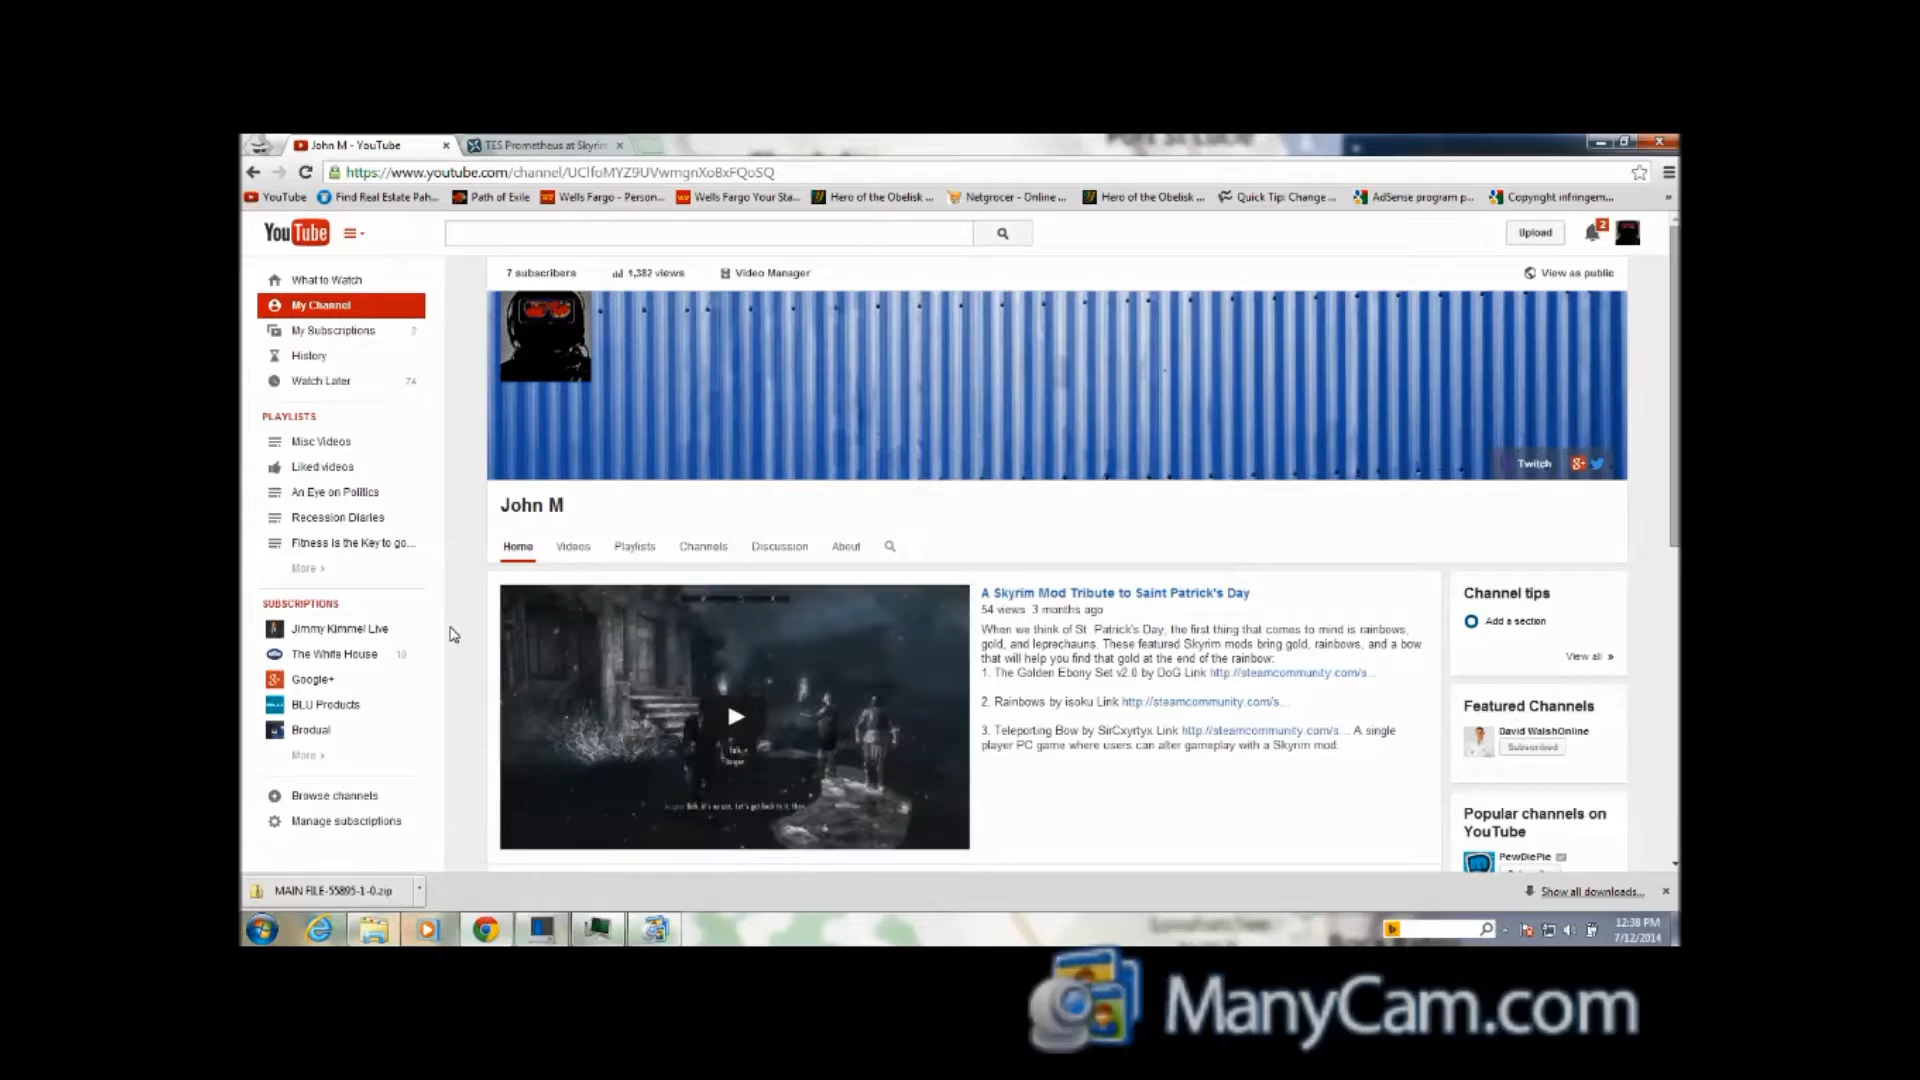 John M - YouTube
TES Prometheus at Skyrim
https://www.youtube.com/channel/UClfoMYZ9UVwmgnXoBxFQoSQ
YouTube
Find Real Estate Pah...
Path of Exile
Wells Fargo - Person...
Wells Fargo Your Sta...
Hero of the Obelisk ...
Netgrocer - Online ...
Hero of the Obelisk ...
Quick Tip: Change ...
AdSense program p...
Copyright infringem...
YouTube
Upload
2
7 subscribers
1,382 views
Video Manager
View as public
What to Watch
My Channel
My Subscriptions 2
History
Watch Later 74
PLAYLISTS
Misc Videos
Liked videos
An Eye on Politics
Recession Diaries
Fitness is the Key to go...
More
SUBSCRIPTIONS
Jimmy Kimmel Live
The White House 10
Google+
BLU Products
Brodual
More
Browse channels
Manage subscriptions
Twitch
John M
Home
Videos
Playlists
Channels
Discussion
About
A Skyrim Mod Tribute to Saint Patrick's Day
54 views 3 months ago
When we think of St. Patrick's Day, the first thing that comes to mind is rainbows,
gold, and leprechauns. These featured Skyrim mods bring gold, rainbows, and a bow
that will help you find that gold at the end of the rainbow:
1. The Golden Ebony Set v2.0 by DoG Link http://steamcommunity.com/s...
2. Rainbows by isoku Link http://steamcommunity.com/s...
3. Teleporting Bow by SirCxyrtyx Link http://steamcommunity.com/s... A single
player PC game where users can alter gameplay with a Skyrim mod.
Channel tips
Add a section
View all »
Featured Channels
David WalshOnline
Subscribed
Popular channels on
YouTube
PewDiePie
MAIN FILE-55895-1-0.zip
Show all downloads...
12:38 PM
7/12/2014
ManyCam.com